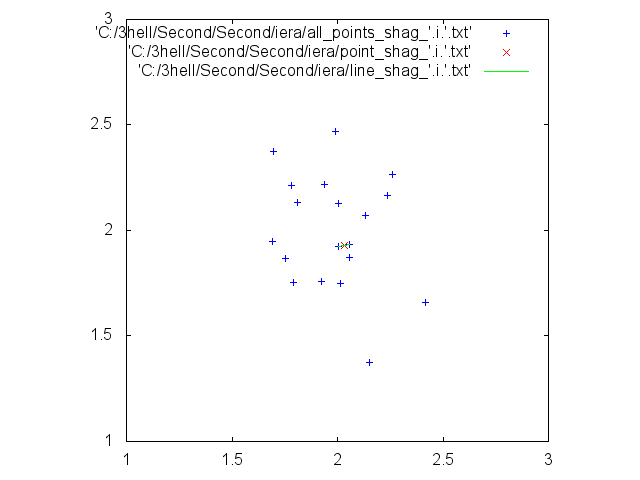 3
'C:/3hell/Second/Second/iera/all_points_shag_'.i.'.txt'
'C:/3hell/Second/Second/iera/point_shag_'.i.'.txt'
'C:/3hell/Second/Second/iera/line_shag_'.i.'.txt'
2.5
2
1.5
1
1 1.5 2 2.5 3